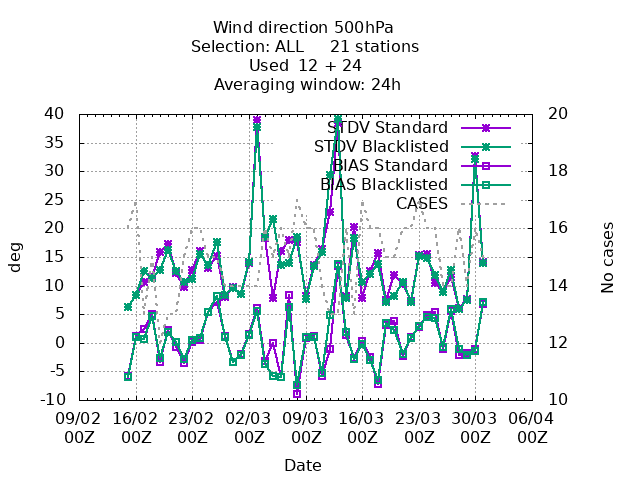 Wind direction 500hPa
Selection: ALL 21 stations
Used 12 + 24
Averaging window: 24h
40 20
STDV Standard
35
STDV Blacklisted
30 18
BIAS Standard
25
BIAS Blacklisted
20 16
CASES
15
10 14
5
0 12
-5
-10 10
deg
No cases
09/02 16/02 23/02 02/03 09/03 16/03 23/03 30/03 06/04
00Z 00Z 00Z 00Z 00Z 00Z 00Z 00Z 00Z
Date